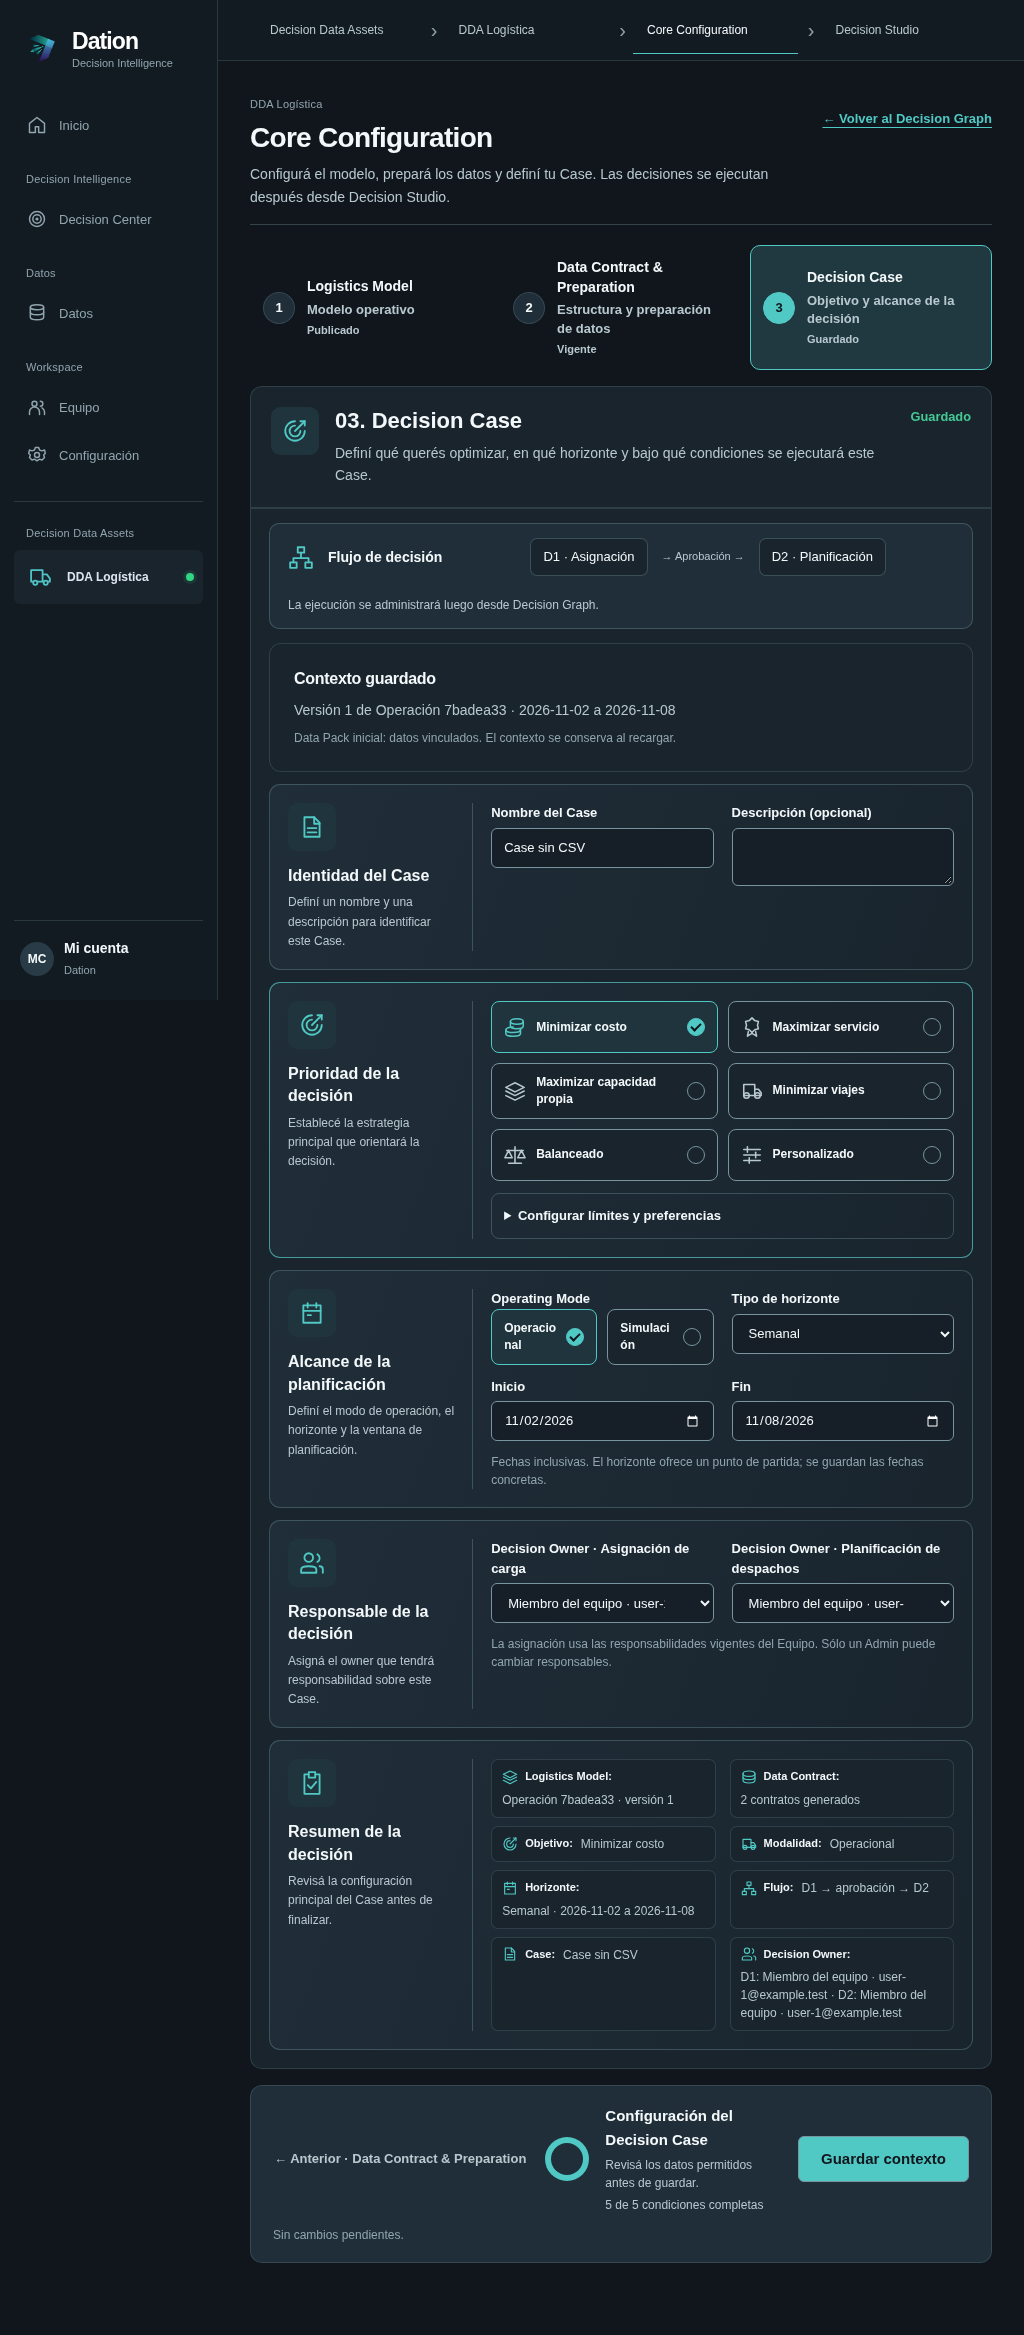 Dation
Decision Intelligence
Inicio
Decision Intelligence
Decision Center
Datos
Datos
Workspace
Equipo
Configuración
Decision Data Assets
DDA Logística
MC
Mi cuenta
Dation
Decision Data Assets › DDA Logística › Core Configuration › Decision Studio
DDA Logística
Core Configuration
← Volver al Decision Graph
Configurá el modelo, prepará los datos y definí tu Case. Las decisiones se ejecutan
después desde Decision Studio.
1
Logistics Model
Modelo operativo
Publicado
2
Data Contract &
Preparation
Estructura y preparación
de datos
Vigente
3
Decision Case
Objetivo y alcance de la
decisión
Guardado
03. Decision Case
Guardado
Definí qué querés optimizar, en qué horizonte y bajo qué condiciones se ejecutará este
Case.
Flujo de decisión
D1 · Asignación
→ Aprobación →
D2 · Planificación
La ejecución se administrará luego desde Decision Graph.
Contexto guardado
Versión 1 de Operación 7badea33 · 2026-11-02 a 2026-11-08
Data Pack inicial: datos vinculados. El contexto se conserva al recargar.
Identidad del Case
Definí un nombre y una
descripción para identificar
este Case.
Nombre del Case
Case sin CSV
Descripción (opcional)
Prioridad de la
decisión
Establecé la estrategia
principal que orientará la
decisión.
Minimizar costo
Maximizar servicio
Maximizar capacidad
propia
Minimizar viajes
Balanceado
Personalizado
▶ Configurar límites y preferencias
Alcance de la
planificación
Definí el modo de operación, el
horizonte y la ventana de
planificación.
Operating Mode
Operacio
nal
Simulaci
ón
Tipo de horizonte
Semanal
Inicio
11/02/2026
Fin
11/08/2026
Fechas inclusivas. El horizonte ofrece un punto de partida; se guardan las fechas
concretas.
Responsable de la
decisión
Asigná el owner que tendrá
responsabilidad sobre este
Case.
Decision Owner · Asignación de
carga
Miembro del equipo · user-
Decision Owner · Planificación de
despachos
Miembro del equipo · user-
La asignación usa las responsabilidades vigentes del Equipo. Sólo un Admin puede
cambiar responsables.
Resumen de la
decisión
Revisá la configuración
principal del Case antes de
finalizar.
Logistics Model:
Operación 7badea33 · versión 1
Data Contract:
2 contratos generados
Objetivo: Minimizar costo
Modalidad: Operacional
Horizonte:
Semanal · 2026-11-02 a 2026-11-08
Flujo: D1 → aprobación → D2
Case: Case sin CSV
Decision Owner:
D1: Miembro del equipo · user-
1@example.test · D2: Miembro del
equipo · user-1@example.test
← Anterior · Data Contract & Preparation
Configuración del
Decision Case
Revisá los datos permitidos
antes de guardar.
5 de 5 condiciones completas
Guardar contexto
Sin cambios pendientes.